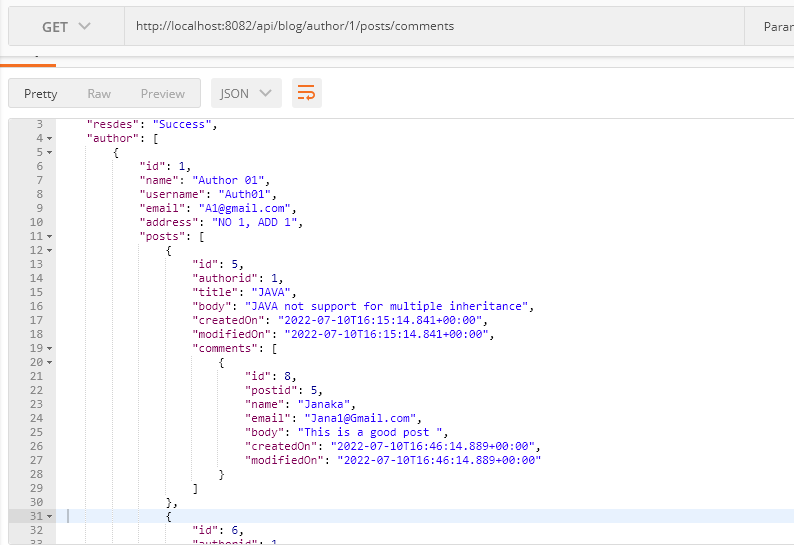 GET http://localhost:8082/api/blog/author/1/posts/comments Param
Pretty Raw Preview JSON
3 "resdes": "Success",
4 "author": [
5 {
6 "id": 1,
7 "name": "Author 01",
8 "username": "Auth01",
9 "email": "A1@gmail.com",
10 "address": "NO 1, ADD 1",
11 "posts": [
12 {
13 "id": 5,
14 "authorid": 1,
15 "title": "JAVA",
16 "body": "JAVA not support for multiple inheritance",
17 "createdOn": "2022-07-10T16:15:14.841+00:00",
18 "modifiedOn": "2022-07-10T16:15:14.841+00:00",
19 "comments": [
20 {
21 "id": 8,
22 "postid": 5,
23 "name": "Janaka",
24 "email": "Jana1@Gmail.com",
25 "body": "This is a good post ",
26 "createdOn": "2022-07-10T16:46:14.889+00:00",
27 "modifiedOn": "2022-07-10T16:46:14.889+00:00"
28 }
29 ]
30 },
31 {
32 "id": 6,
33 "authorid": 1